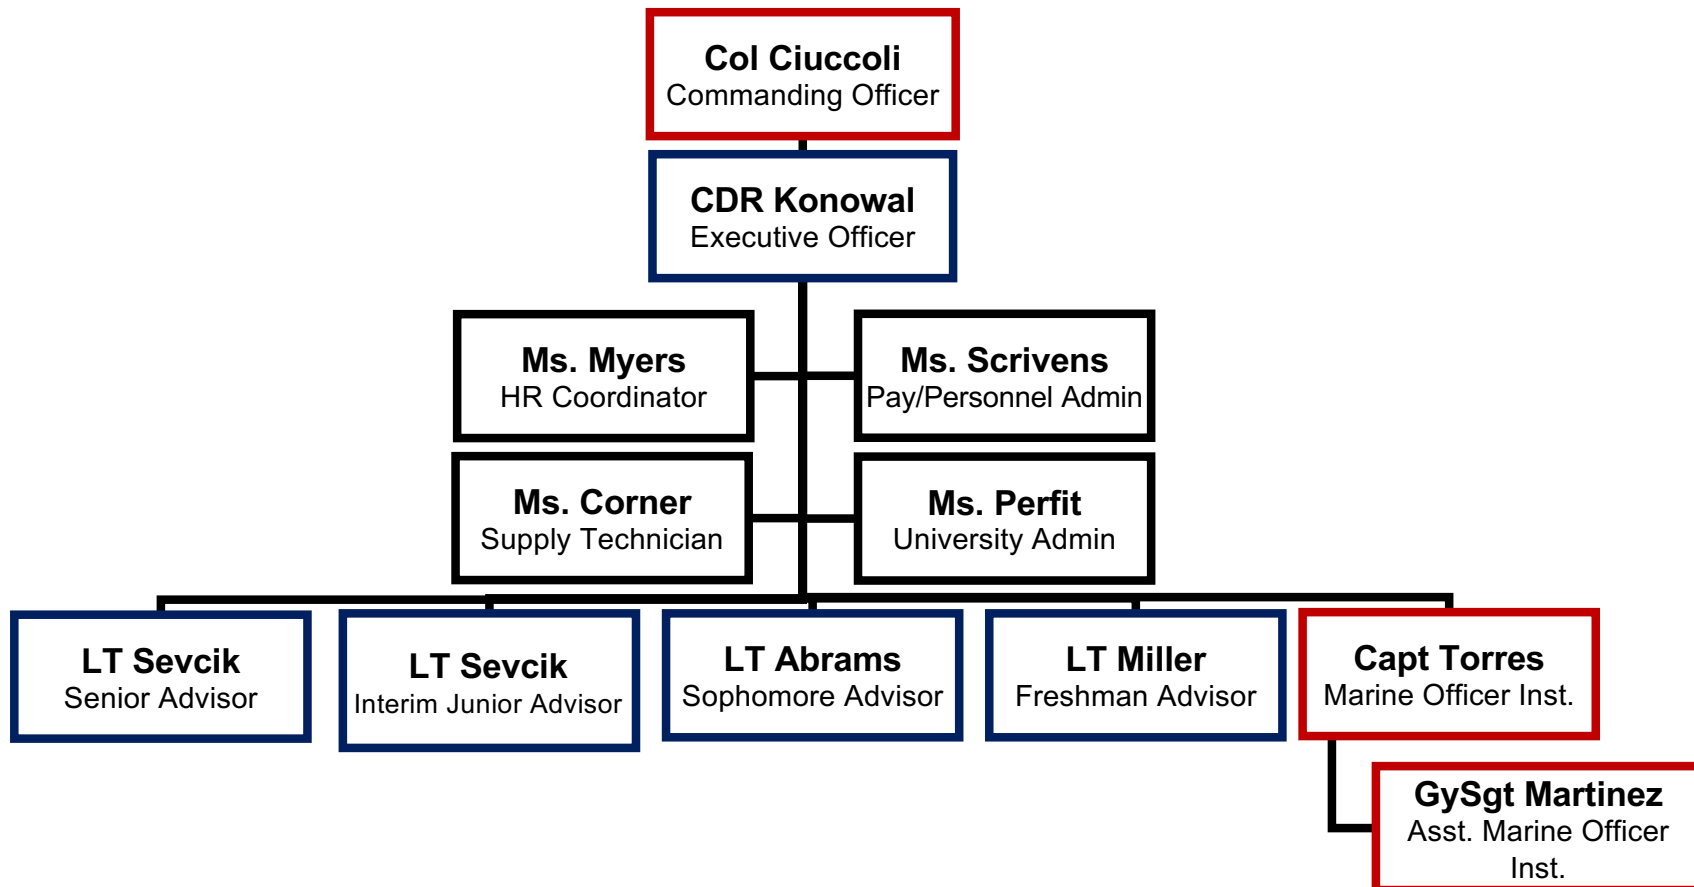 Col Ciuccoli
Commanding Officer
CDR Konowal
Executive Officer
Ms. Myers
HR Coordinator
Ms. Scrivens
Pay/Personnel Admin
Ms. Corner
Supply Technician
Ms. Perfit
University Admin
LT Sevcik
Senior Advisor
LT Sevcik
Interim Junior Advisor
LT Abrams
Sophomore Advisor
LT Miller
Freshman Advisor
Capt Torres
Marine Officer Inst.
GySgt Martinez
Asst. Marine Officer
Inst.